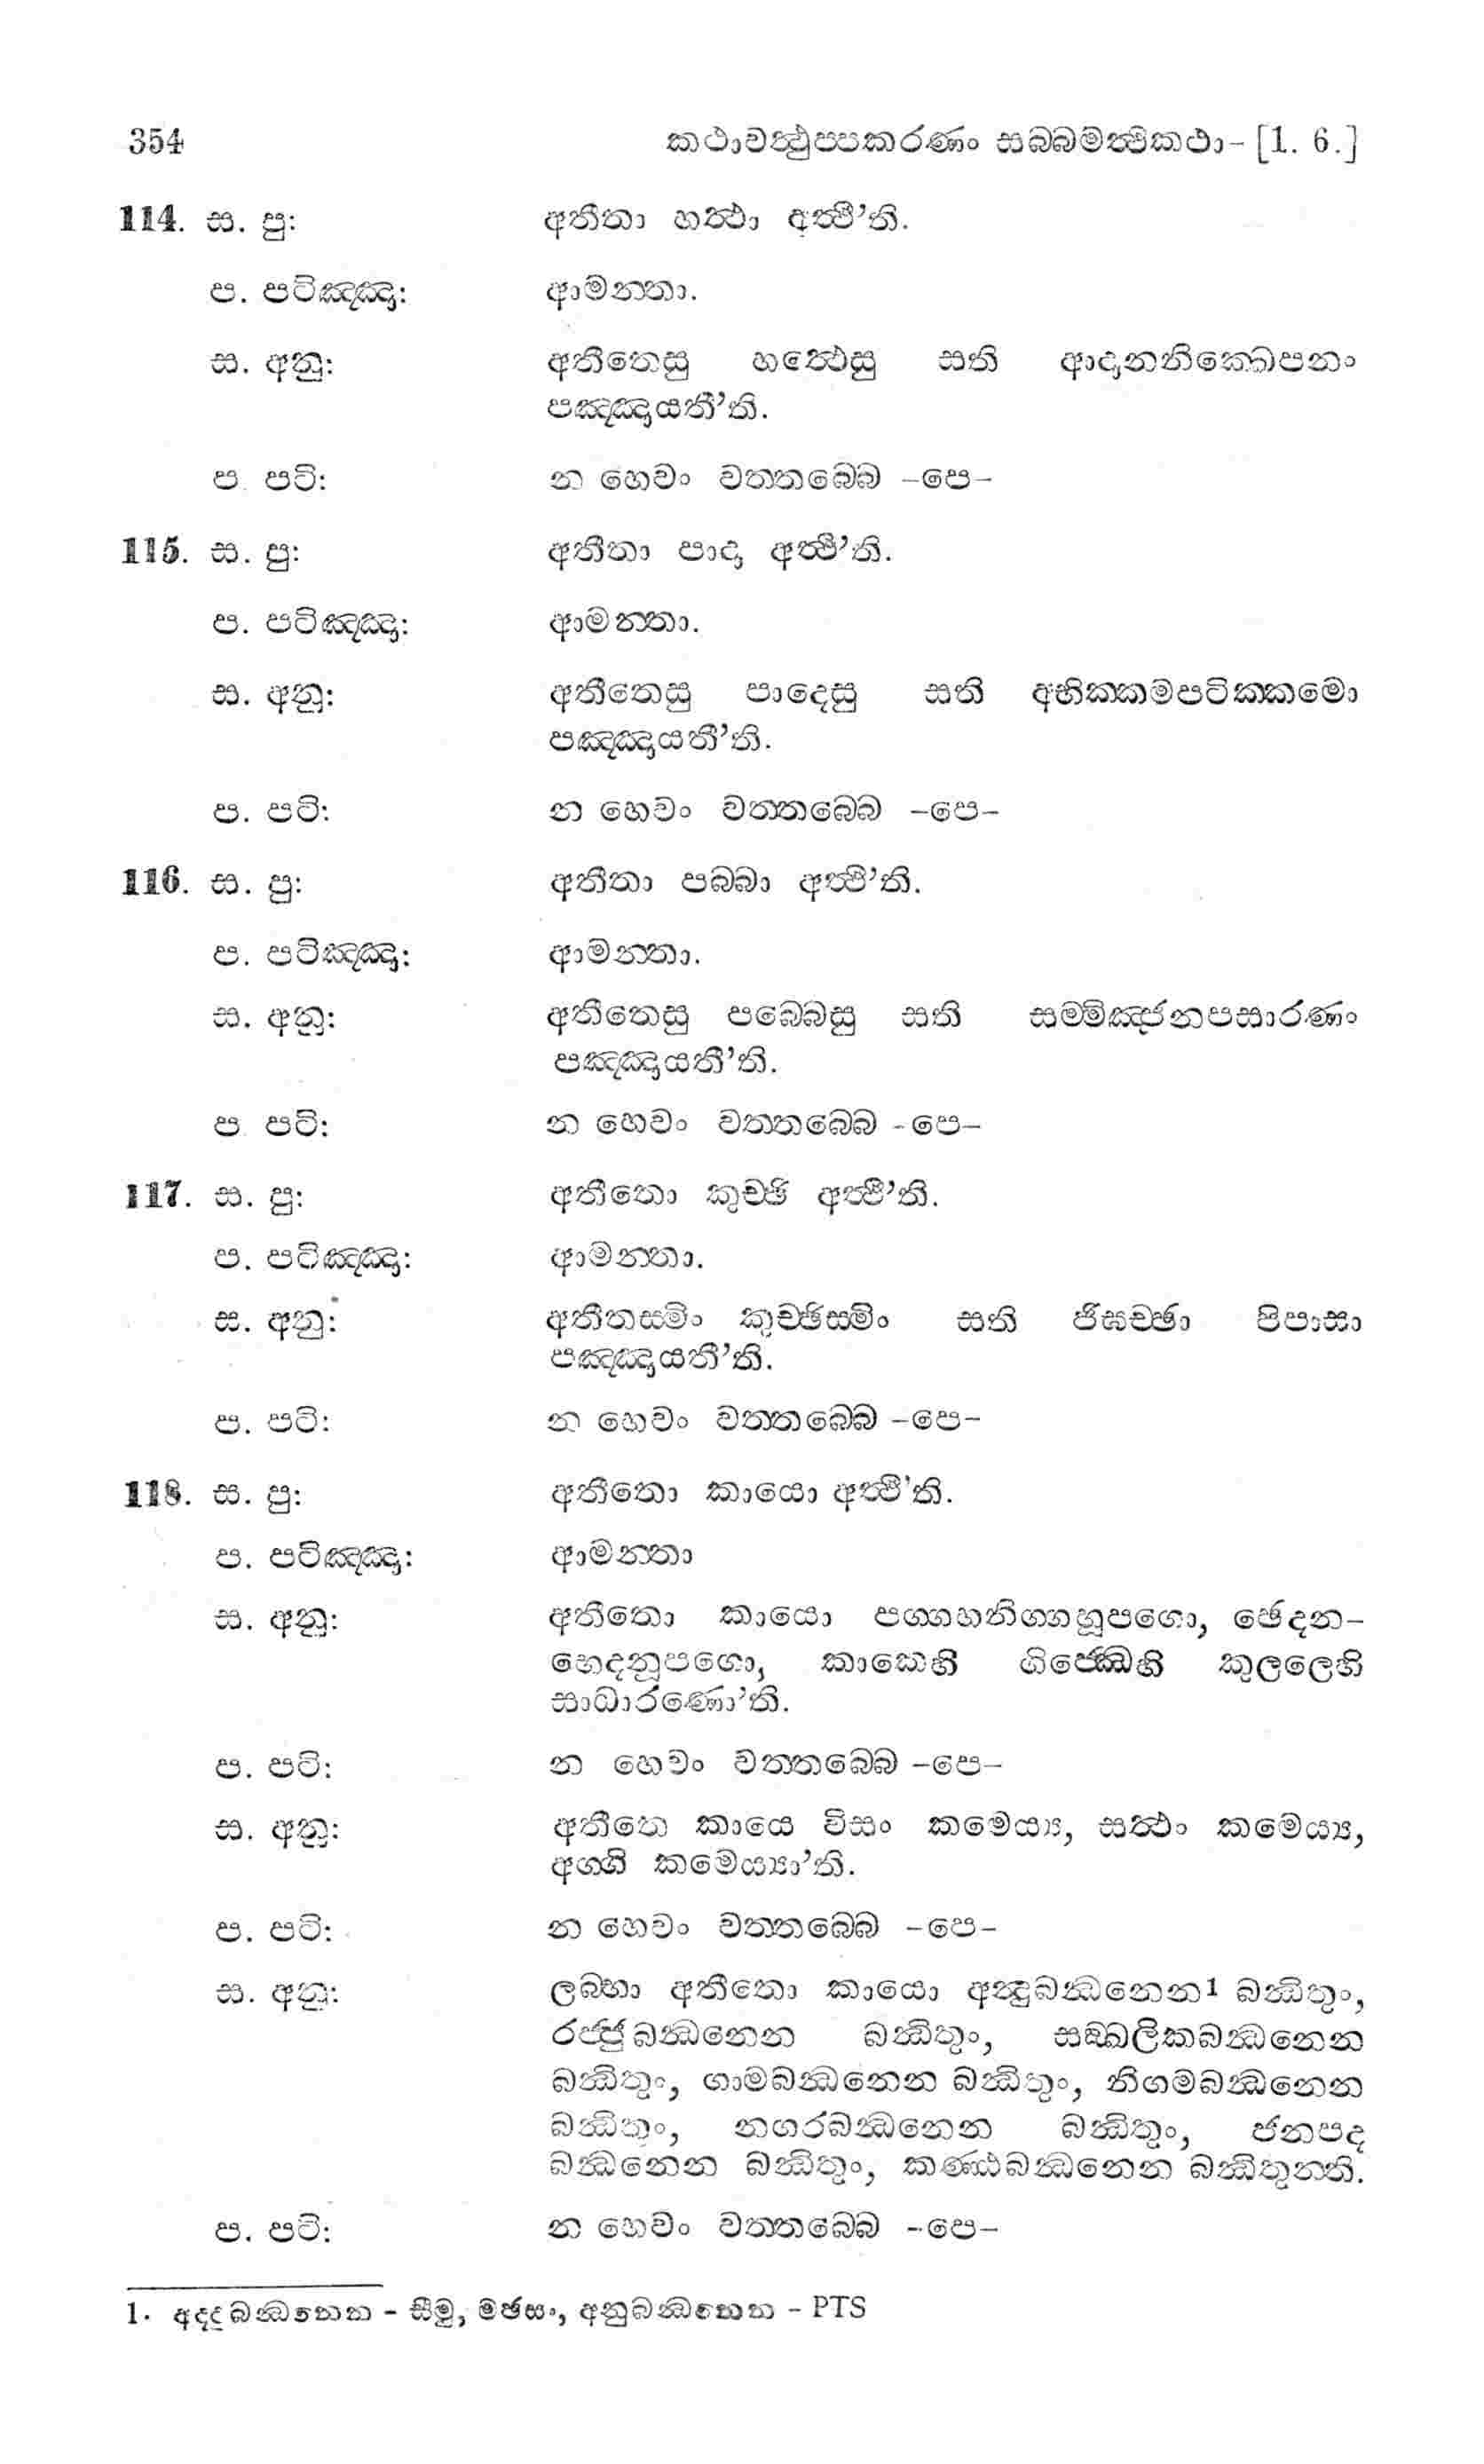 354 කථාවත්‍ථුප්පකරණං සබ්බමත්‍ථිකථා- [1. 6.]
114. ස. පු: අතීතා හත්‍ථා අත්‍ථී’ති.
ප. පටිඤ්ඤා: ආමන්තා.
ස. අනු: අතීතෙසු හත්‍ථෙසු සති ආදානනික්ඛෙපනං
පඤ්ඤායතී’ති.
ප පටි: න හෙවං වත්තබ්බෙ -පෙ-
115. ස. පු: අතීතා පාදා අත්‍ථි’ති.
ප. පටිඤ්ඤා: ආමන්තා.
ස. අනු: අතීතෙසු පාදෙසු සති අභික්කමපටික්කමො
පඤ්ඤායතී’ති.
ප. පටි: න හෙවං වත්තබ්බෙ -පෙ-
116. ස. පු: අතීතා පබ්බා අත්‍ථි’ති.
ප. පටිඤ්ඤා: ආමන්තා.
ස. අනු: අතීතෙසු පබ්බෙසු සති සම්මිඤ්ජනපසාරණං
පඤ්ඤායතී’ති.
ප පටි: න හෙවං වත්තබ්බෙ -පෙ-
117. ස. පු: අතීතො කුච්ඡි අත්‍ථී’ති.
ප. පටිඤ්ඤා: ආමන්තා.
ස. අනු: අතීතස්මිං කුච්ඡිස්මිං සති ජිඝච්ඡා පිපාසා
පඤ්ඤායතී’ති.
ප. පටි: න හෙවං වත්තබ්බෙ -පෙ-
118. ස. පු: අතීතො කායො අත්‍ථී’ති.
ප. පටිඤ්ඤා: ආමන්තා
ස. අනු: අතීතො කායො පග්ගහනිග්ගහූපගො, ඡෙදන-
භෙදනූපගො, කාකෙහි ගිජ්ඣෙහි කුලලෙහි
සාධාරණො’ති.
ප. පටි: න හෙවං වත්තබ්බෙ -පෙ-
ස. අනු: අතීතෙ කායෙ විසං කමෙය්‍ය, සත්‍ථං කමෙය්‍ය,
අග්ගි කමෙය්‍යා’ති.
ප. පටි: න හෙවං වත්තබ්බෙ -පෙ-
ස. අනු: ලබ්භා අතීතො කායො අන්‍දුබන්‍ධනෙන1 බන්‍ධිතුං,
රජ්ජුබන්‍ධනෙන බන්‍ධිතුං, සඞ්ඛලිකබන්‍ධනෙන
බන්‍ධිතුං, ගාමබන්‍ධනෙන බන්‍ධිතුං, නිගමබන්‍ධනෙන
බන්‍ධිතුං, නගරබන්‍ධනෙන බන්‍ධිතුං, ජනපද
බන්‍ධනෙන බන්‍ධිතුං, කණ්ඨබන්‍ධනෙන බන්‍ධිතුන්ති.
ප. පටි: න හෙවං වත්තබ්බෙ -පෙ-
1. අද්දුබන්‍ධනෙන - සීමු, මඡසං, අනුබන්‍ධනෙන - PTS